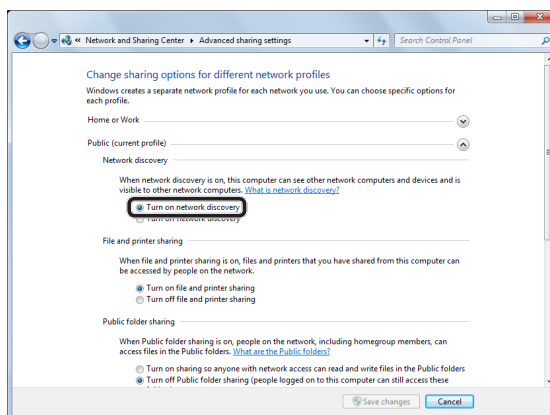 « Network and Sharing Center ▸ Advanced sharing settings
Search Control Panel
Change sharing options for different network profiles
Windows creates a separate network profile for each network you use. You can choose specific options for
each profile.
Home or Work
Public (current profile)
Network discovery
When network discovery is on, this computer can see other network computers and devices and is
visible to other network computers. What is network discovery?
Turn on network discovery
network discovery
File and printer sharing
When file and printer sharing is on, files and printers that you have shared from this computer can
be accessed by people on the network.
Turn on file and printer sharing
Turn off file and printer sharing
Public folder sharing
When Public folder sharing is on, people on the network, including homegroup members, can
access files in the Public folders. What are the Public folders?
Turn on sharing so anyone with network access can read and write files in the Public folders
Turn off Public folder sharing (people logged on to this computer can still access these
Save changes
Cancel